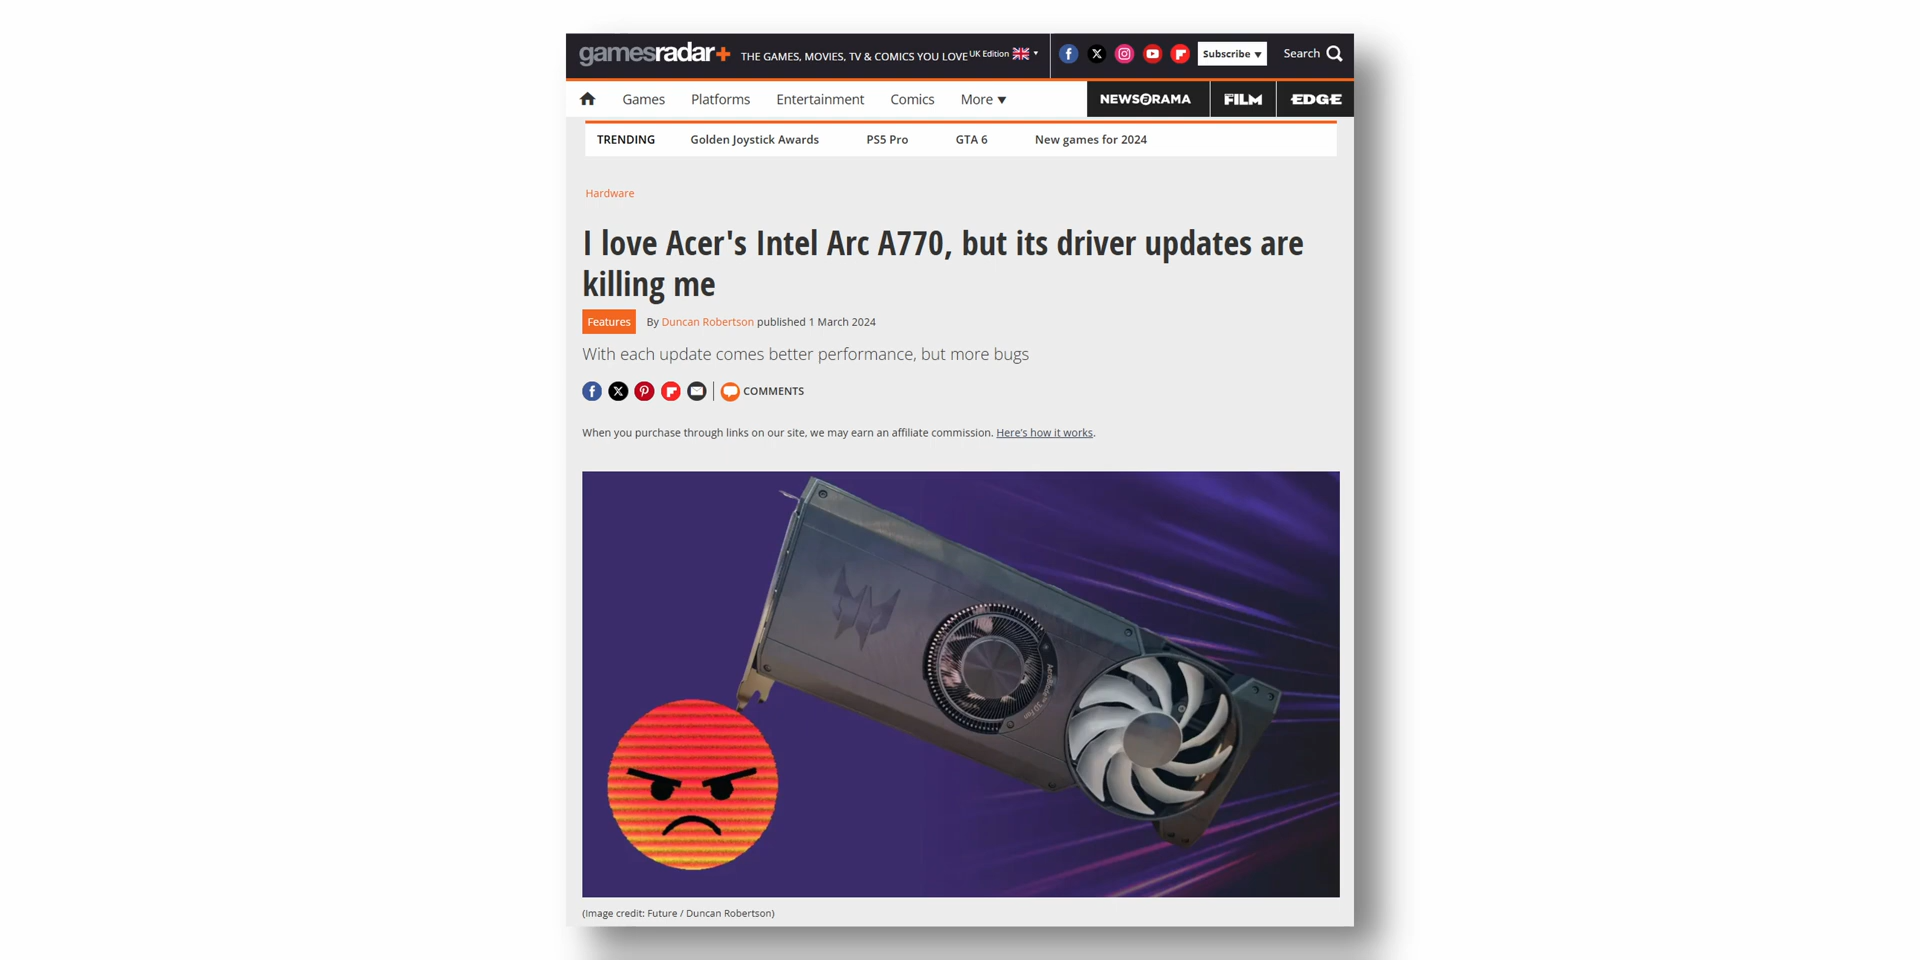 gamesradar+ THE GAMES, MOVIES, TV & COMICS YOU LOVE UK Edition Subscribe ▼ Search
Games Platforms Entertainment Comics More ▼ NEWSARAMA FILM EDGE
TRENDING Golden Joystick Awards PS5 Pro GTA 6 New games for 2024
Hardware
I love Acer's Intel Arc A770, but its driver updates are
killing me
Features By Duncan Robertson published 1 March 2024
With each update comes better performance, but more bugs
COMMENTS
When you purchase through links on our site, we may earn an affiliate commission. Here's how it works.
(Image credit: Future / Duncan Robertson)